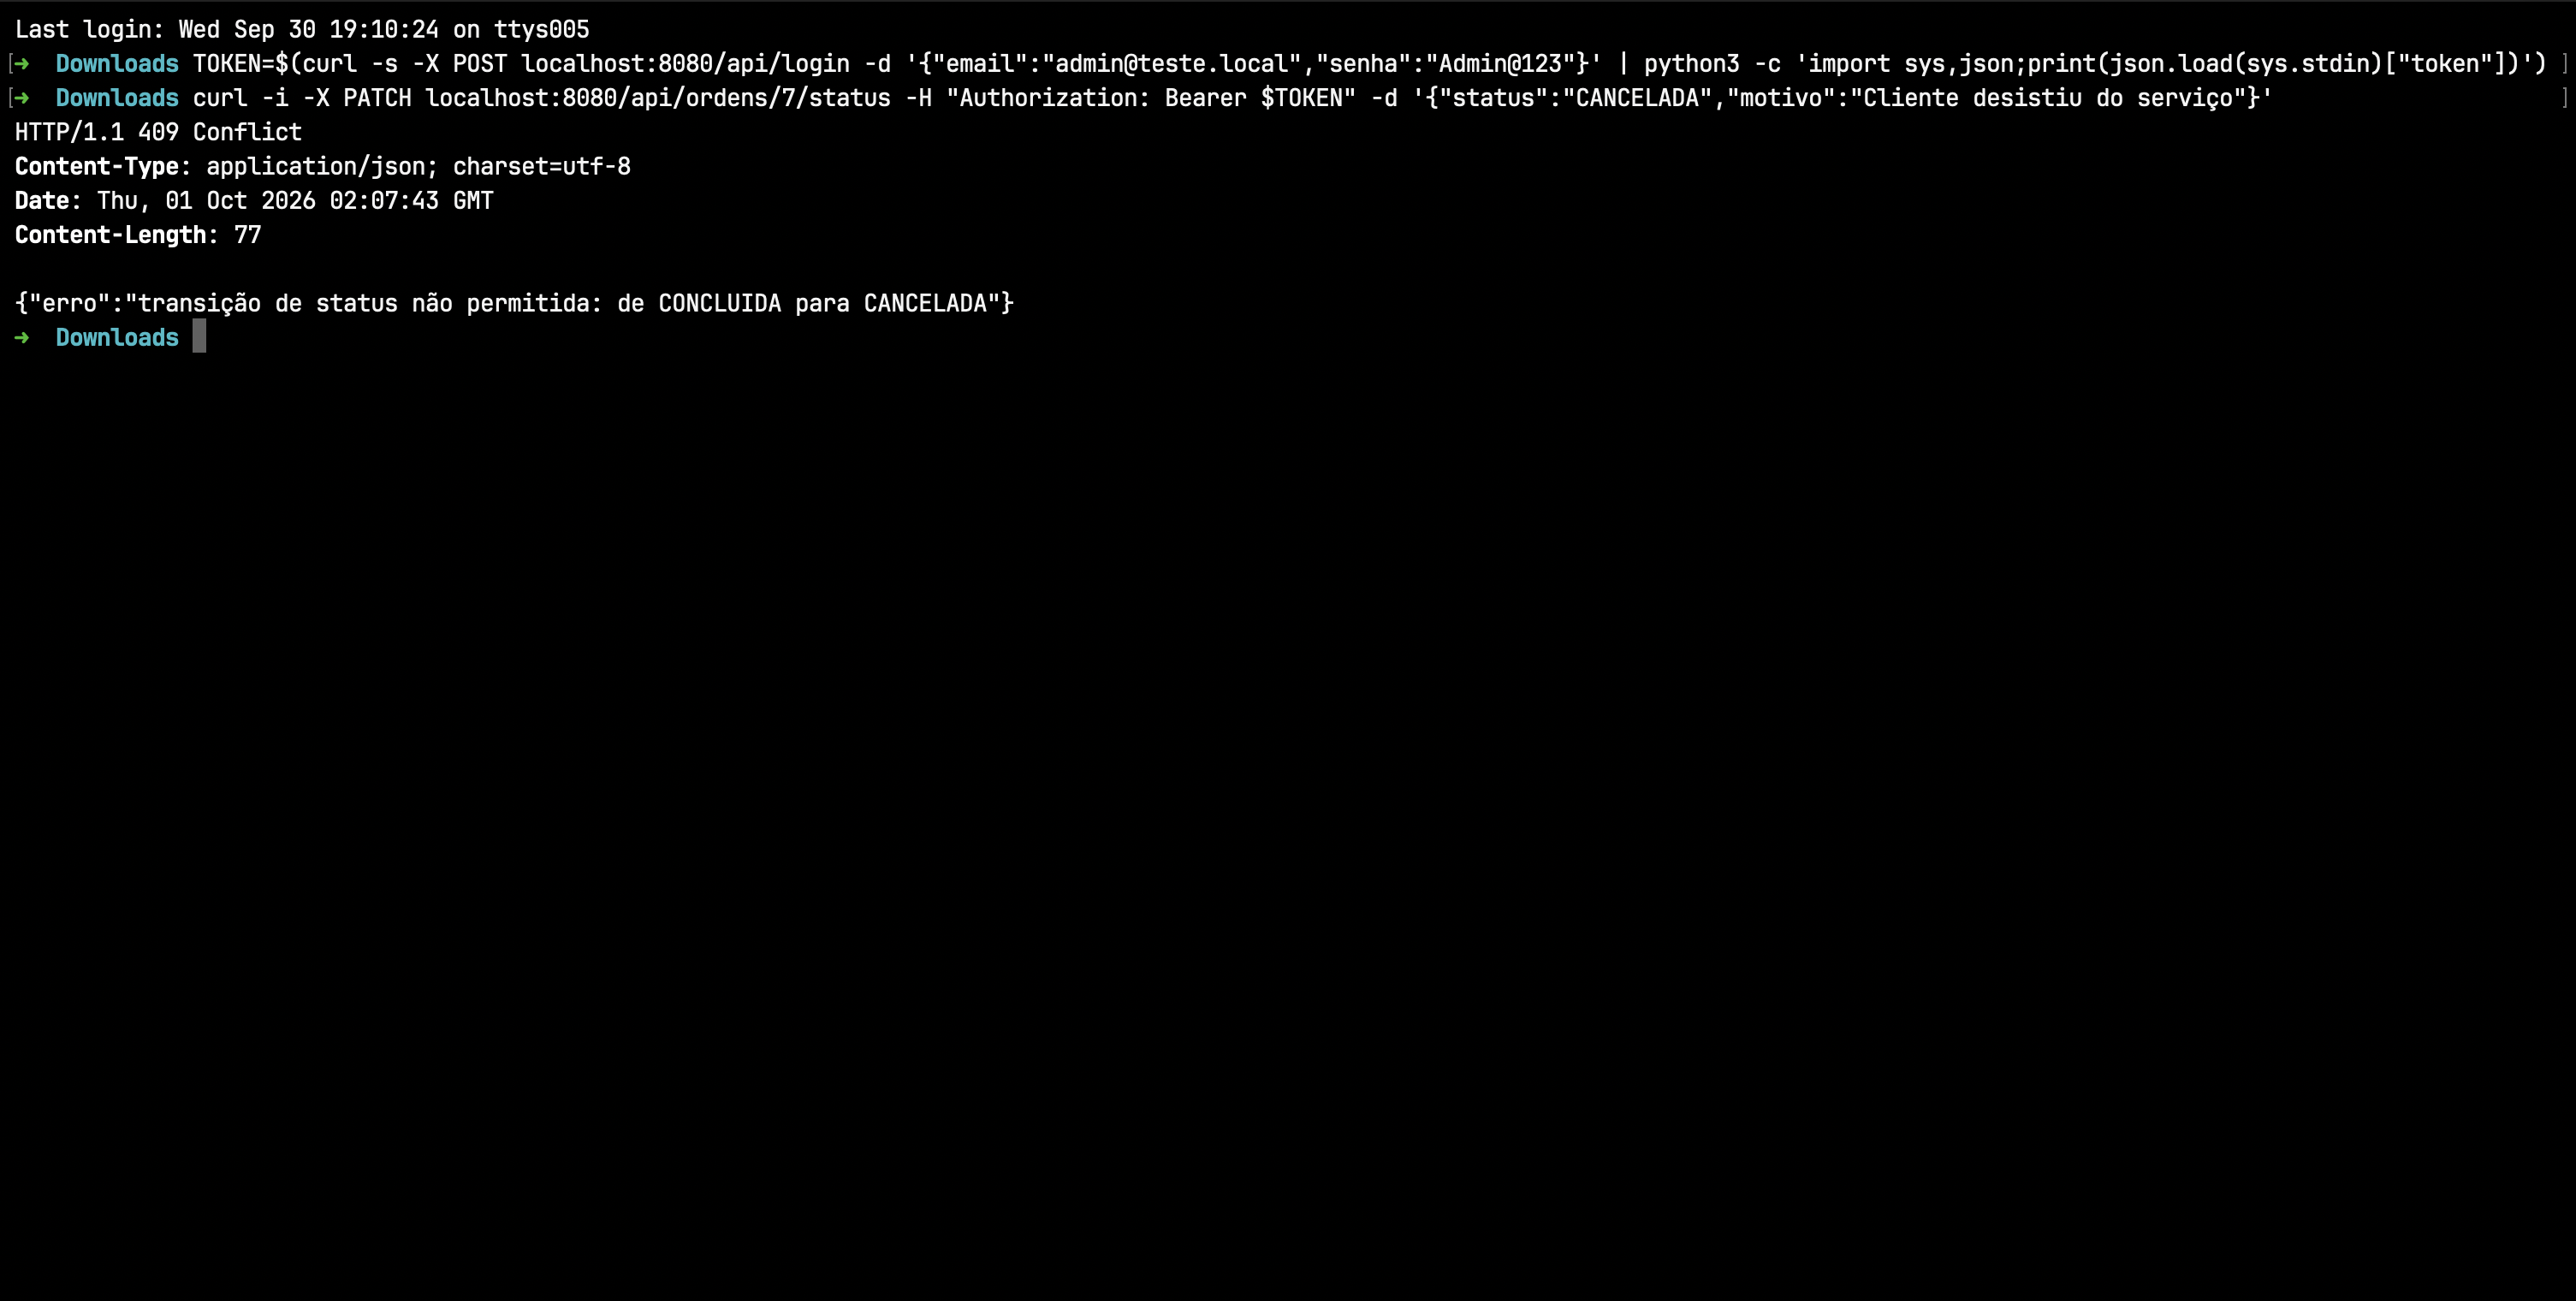 Last login: Wed Sep 30 19:10:24 on ttys005
[➜  Downloads TOKEN=$(curl -s -X POST localhost:8080/api/login -d '{"email":"admin@teste.local","senha":"Admin@123"}' | python3 -c 'import sys,json;print(json.load(sys.stdin)["token"])') ]
[➜  Downloads curl -i -X PATCH localhost:8080/api/ordens/7/status -H "Authorization: Bearer $TOKEN" -d '{"status":"CANCELADA","motivo":"Cliente desistiu do serviço"}' ]
HTTP/1.1 409 Conflict
Content-Type: application/json; charset=utf-8
Date: Thu, 01 Oct 2026 02:07:43 GMT
Content-Length: 77
{"erro":"transição de status não permitida: de CONCLUIDA para CANCELADA"}
➜  Downloads